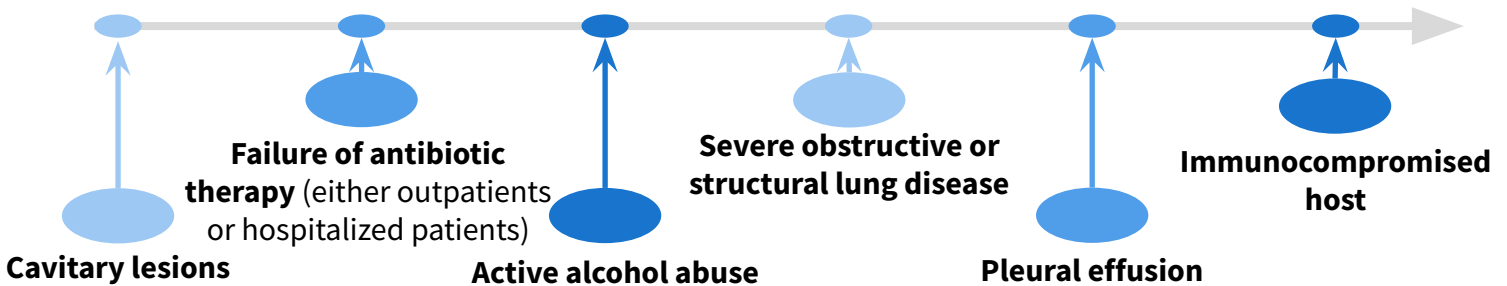 Cavitary lesions
Failure of antibiotic
therapy (either outpatients
or hospitalized patients)
Active alcohol abuse
Severe obstructive or
structural lung disease
Pleural effusion
Immunocompromised
host